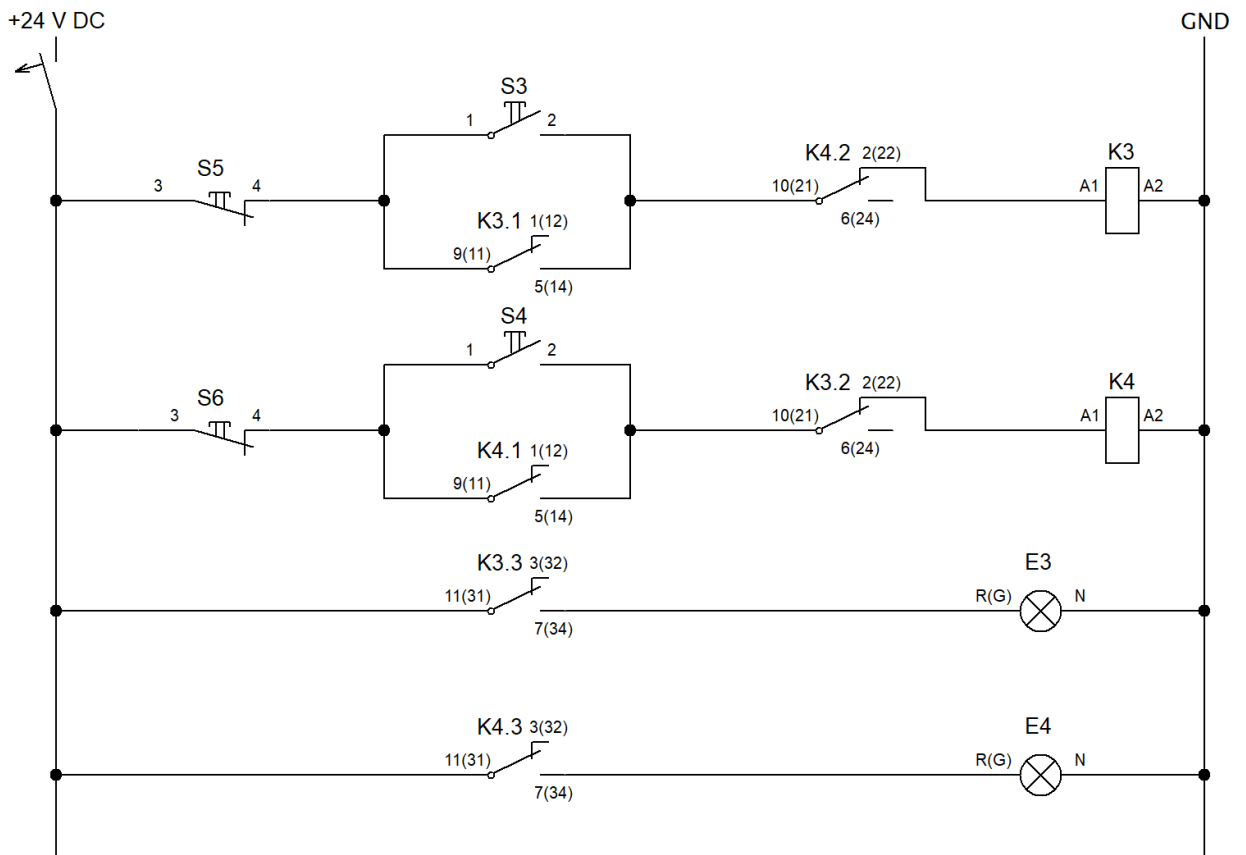 +24 V DC
GND
S3
1 2
S5
3 4
K4.2 2(22)
10(21)
6(24)
K3
A1 A2
K3.1 1(12)
9(11)
5(14)
S4
1 2
S6
3 4
K3.2 2(22)
10(21)
6(24)
K4
A1 A2
K4.1 1(12)
9(11)
5(14)
K3.3 3(32)
11(31)
7(34)
E3
R(G) N
K4.3 3(32)
11(31)
7(34)
E4
R(G) N